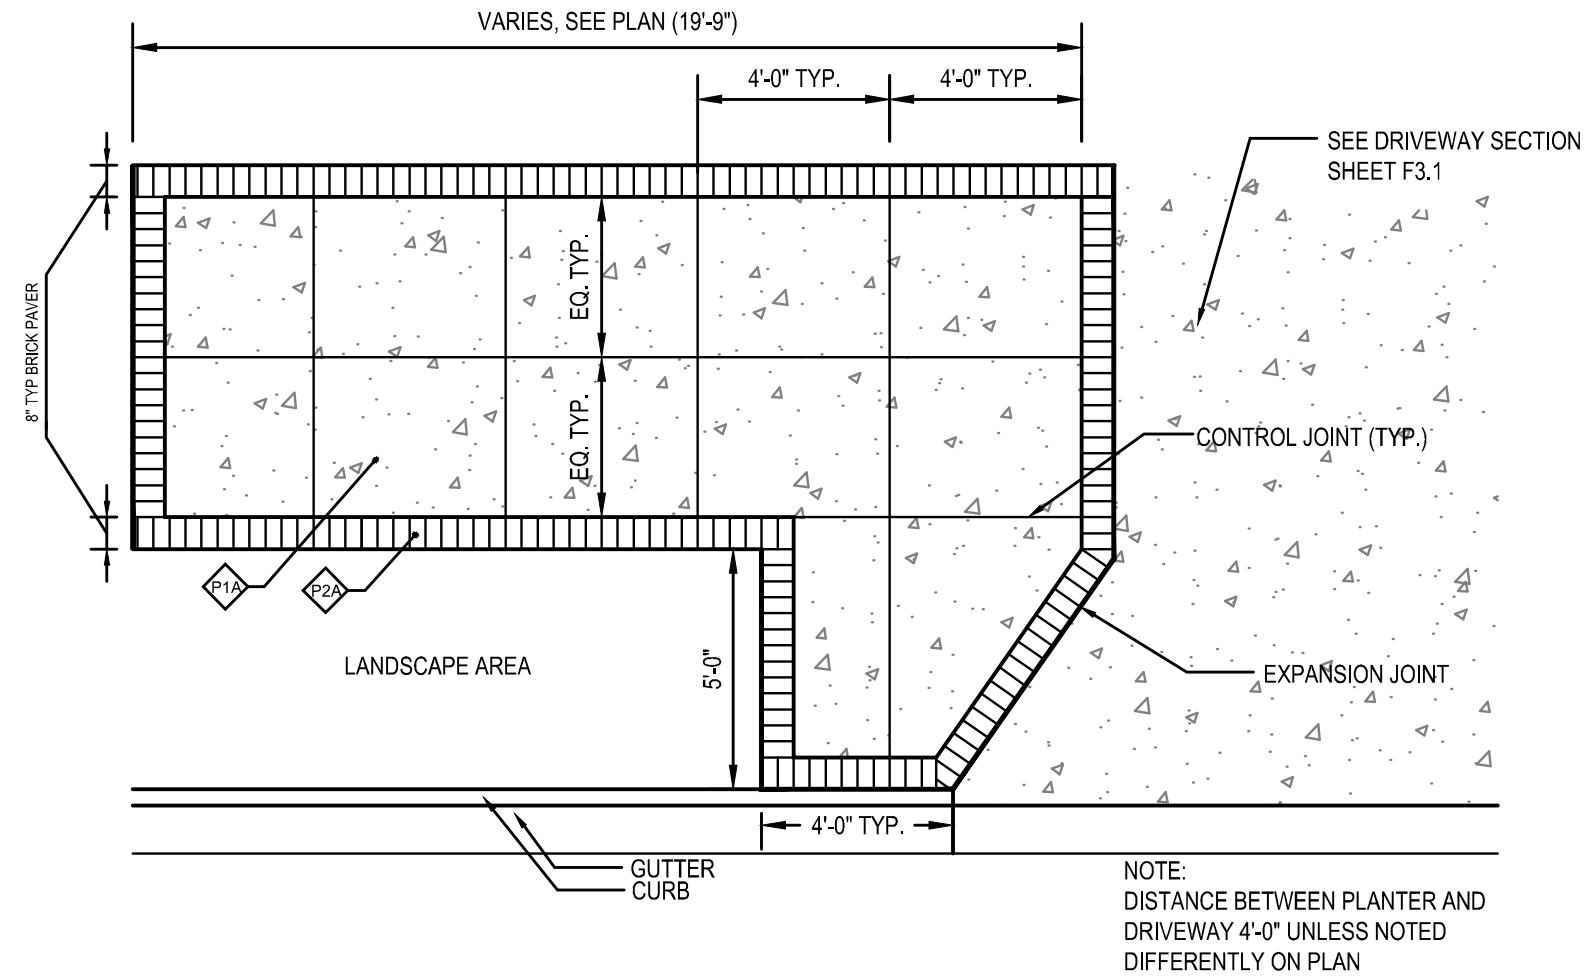 VARIES, SEE PLAN (19'-9")
4'-0" TYP.
4'-0" TYP.
SEE DRIVEWAY SECTION
SHEET F3.1
8" TYP BRICK PAVER
EQ. TYP.
EQ. TYP.
CONTROL JOINT (TYP.)
P1A
P2A
LANDSCAPE AREA
5'-0"
EXPANSION JOINT
4'-0" TYP.
GUTTER
CURB
NOTE:
DISTANCE BETWEEN PLANTER AND
DRIVEWAY 4'-0" UNLESS NOTED
DIFFERENTLY ON PLAN